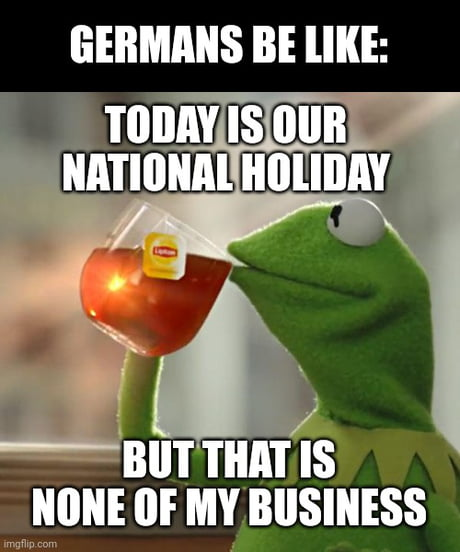 GERMANS BE LIKE:
TODAY IS OUR
NATIONAL HOLIDAY
Lipton
BUT THAT IS
NONE OF MY BUSINESS
imgflip.com